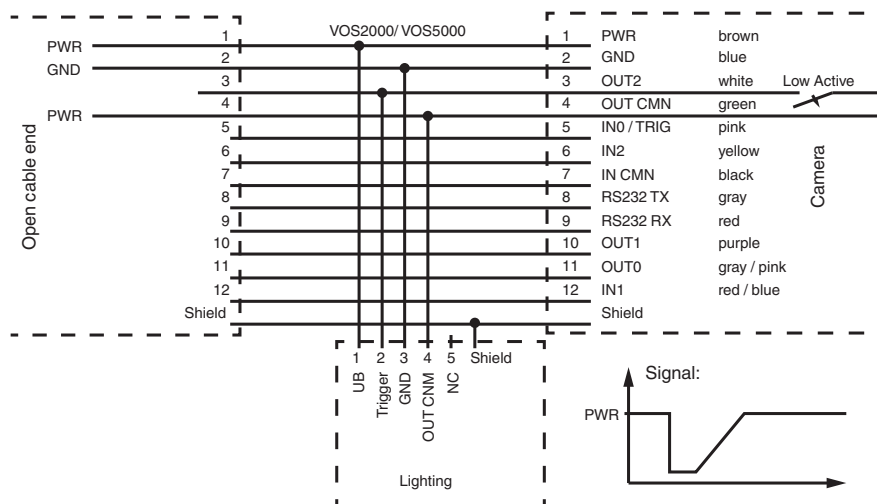 VOS2000/ VOS5000
PWR 1
GND 2
3
PWR 4
5
6
7
8
9
10
11
12
Shield
Open cable end
1 PWR brown
2 GND blue
3 OUT2 white Low Active
4 OUT CMN green
5 IN0 / TRIG pink
6 IN2 yellow
7 IN CMN black
8 RS232 TX gray
9 RS232 RX red
10 OUT1 purple
11 OUT0 gray / pink
12 IN1 red / blue
Shield
Camera
1 2 3 4 5 Shield
UB
Trigger
GND
OUT CNM
NC
Lighting
Signal:
PWR